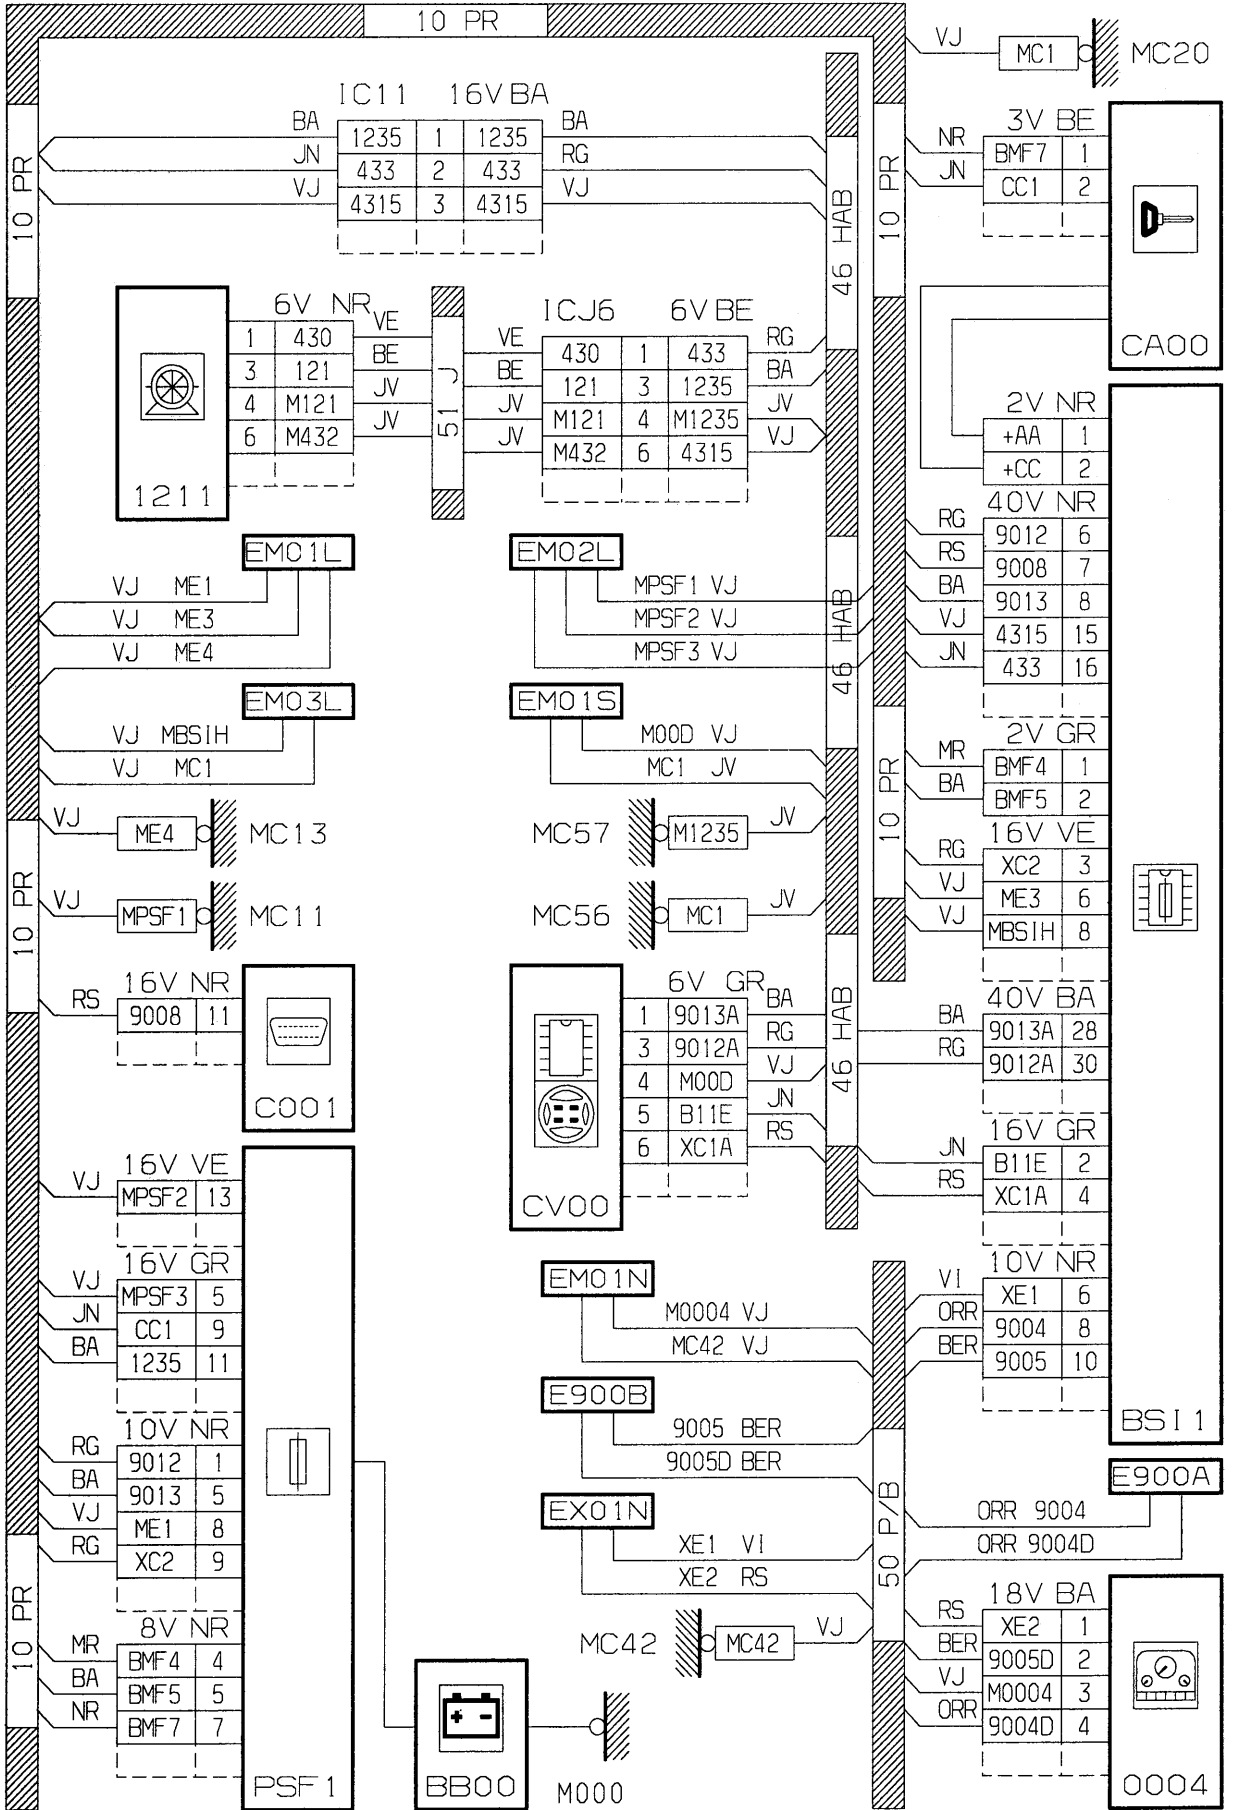 10 PR
VJ MC1 MC20
IC11 16V BA
BA 1235 1 1235 BA
JN 433 2 433 RG
VJ 4315 3 4315 VJ
10 PR
46 HAB
10 PR
3V BE
NR BMF7 1
JN CC1 2
CA00
6V NR
1 430 VE
3 121 BE
4 M121 JV
6 M432 JV
1211
51 J
ICJ6 6V BE
VE 430 1 433 RG
BE 121 3 1235 BA
JV M121 4 M1235 JV
JV M432 6 4315 VJ
2V NR
+AA 1
+CC 2
40V NR
RG 9012 6
RS 9008 7
BA 9013 8
VJ 4315 15
JN 433 16
EM01L
VJ ME1
VJ ME3
VJ ME4
EM02L
MPSF1 VJ
MPSF2 VJ
MPSF3 VJ
46 HAB
EM03L
VJ MBSIH
VJ MC1
EM01S
M00D VJ
MC1 JV
10 PR
2V GR
MR BMF4 1
BA BMF5 2
VJ ME4 MC13
MC57 M1235 JV
16V VE
RG XC2 3
VJ ME3 6
VJ MBSIH 8
10 PR
VJ MPSF1 MC11
MC56 MC1 JV
16V NR
RS 9008 11
C001
6V GR
1 9013A BA
3 9012A RG
4 M00D VJ
5 B11E JN
6 XC1A RS
CV00
46 HAB
40V BA
BA 9013A 28
RG 9012A 30
16V GR
JN B11E 2
RS XC1A 4
16V VE
VJ MPSF2 13
16V GR
VJ MPSF3 5
JN CC1 9
BA 1235 11
EM01N
M0004 VJ
MC42 VJ
10V NR
VI XE1 6
ORR 9004 8
BER 9005 10
BSI1
E900B
9005 BER
9005D BER
10V NR
RG 9012 1
BA 9013 5
VJ ME1 8
RG XC2 9
E900A
ORR 9004
ORR 9004D
EX01N
XE1 VI
XE2 RS
50 P/B
10 PR
8V NR
MR BMF4 4
BA BMF5 5
NR BMF7 7
PSF1
MC42 MC42 VJ
18V BA
RS XE2 1
BER 9005D 2
VJ M0004 3
ORR 9004D 4
0004
+ -
BB00
M000